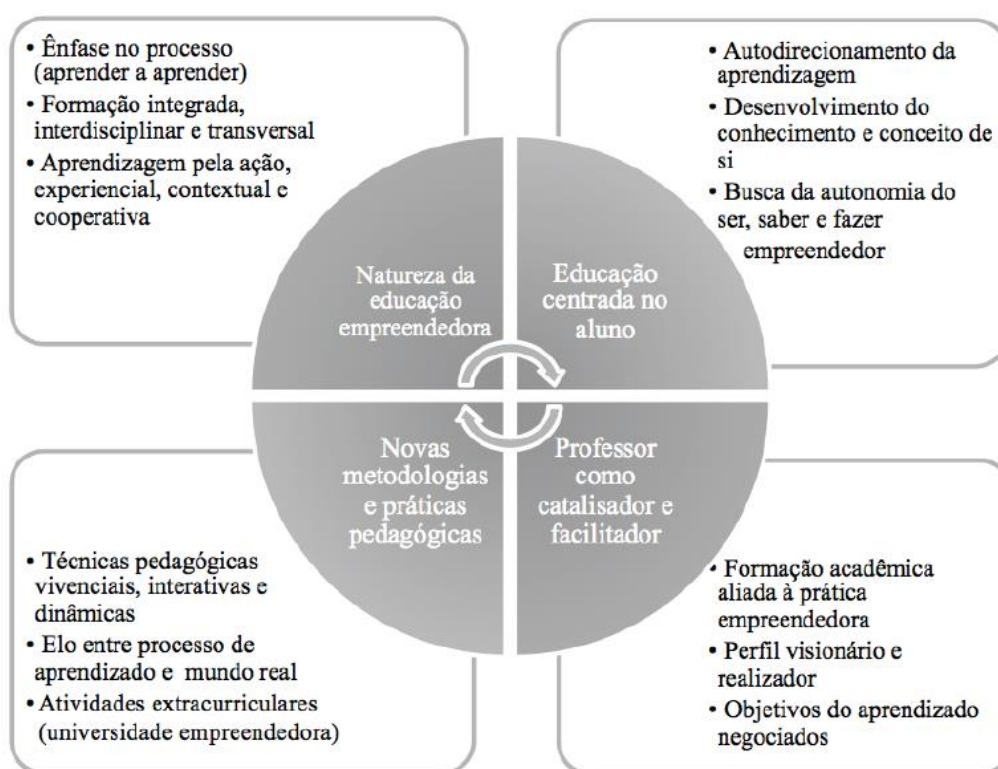 • Ênfase no processo
(aprender a aprender)
• Formação integrada,
interdisciplinar e transversal
• Aprendizagem pela ação,
experiencial, contextual e
cooperativa
• Autodirecionamento da
aprendizagem
• Desenvolvimento do
conhecimento e conceito de
si
• Busca da autonomia do
ser, saber e fazer
empreendedor
Natureza da
educação
empreendedora
Educação
centrada no
aluno
Novas
metodologias
e práticas
pedagógicas
Professor
como
catalisador e
facilitador
• Técnicas pedagógicas
vivenciais, interativas e
dinâmicas
• Elo entre processo de
aprendizado e mundo real
• Atividades extracurriculares
(universidade empreendedora)
• Formação acadêmica
aliada à prática
empreendedora
• Perfil visionário e
realizador
• Objetivos do aprendizado
negociados